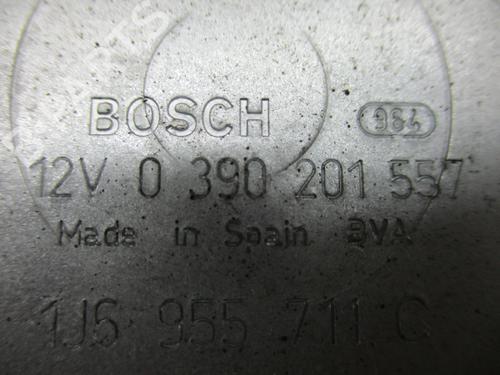 BOSCH 964
12V 0 390 201 557
Made in Spain BVA
1J6 955 711 C